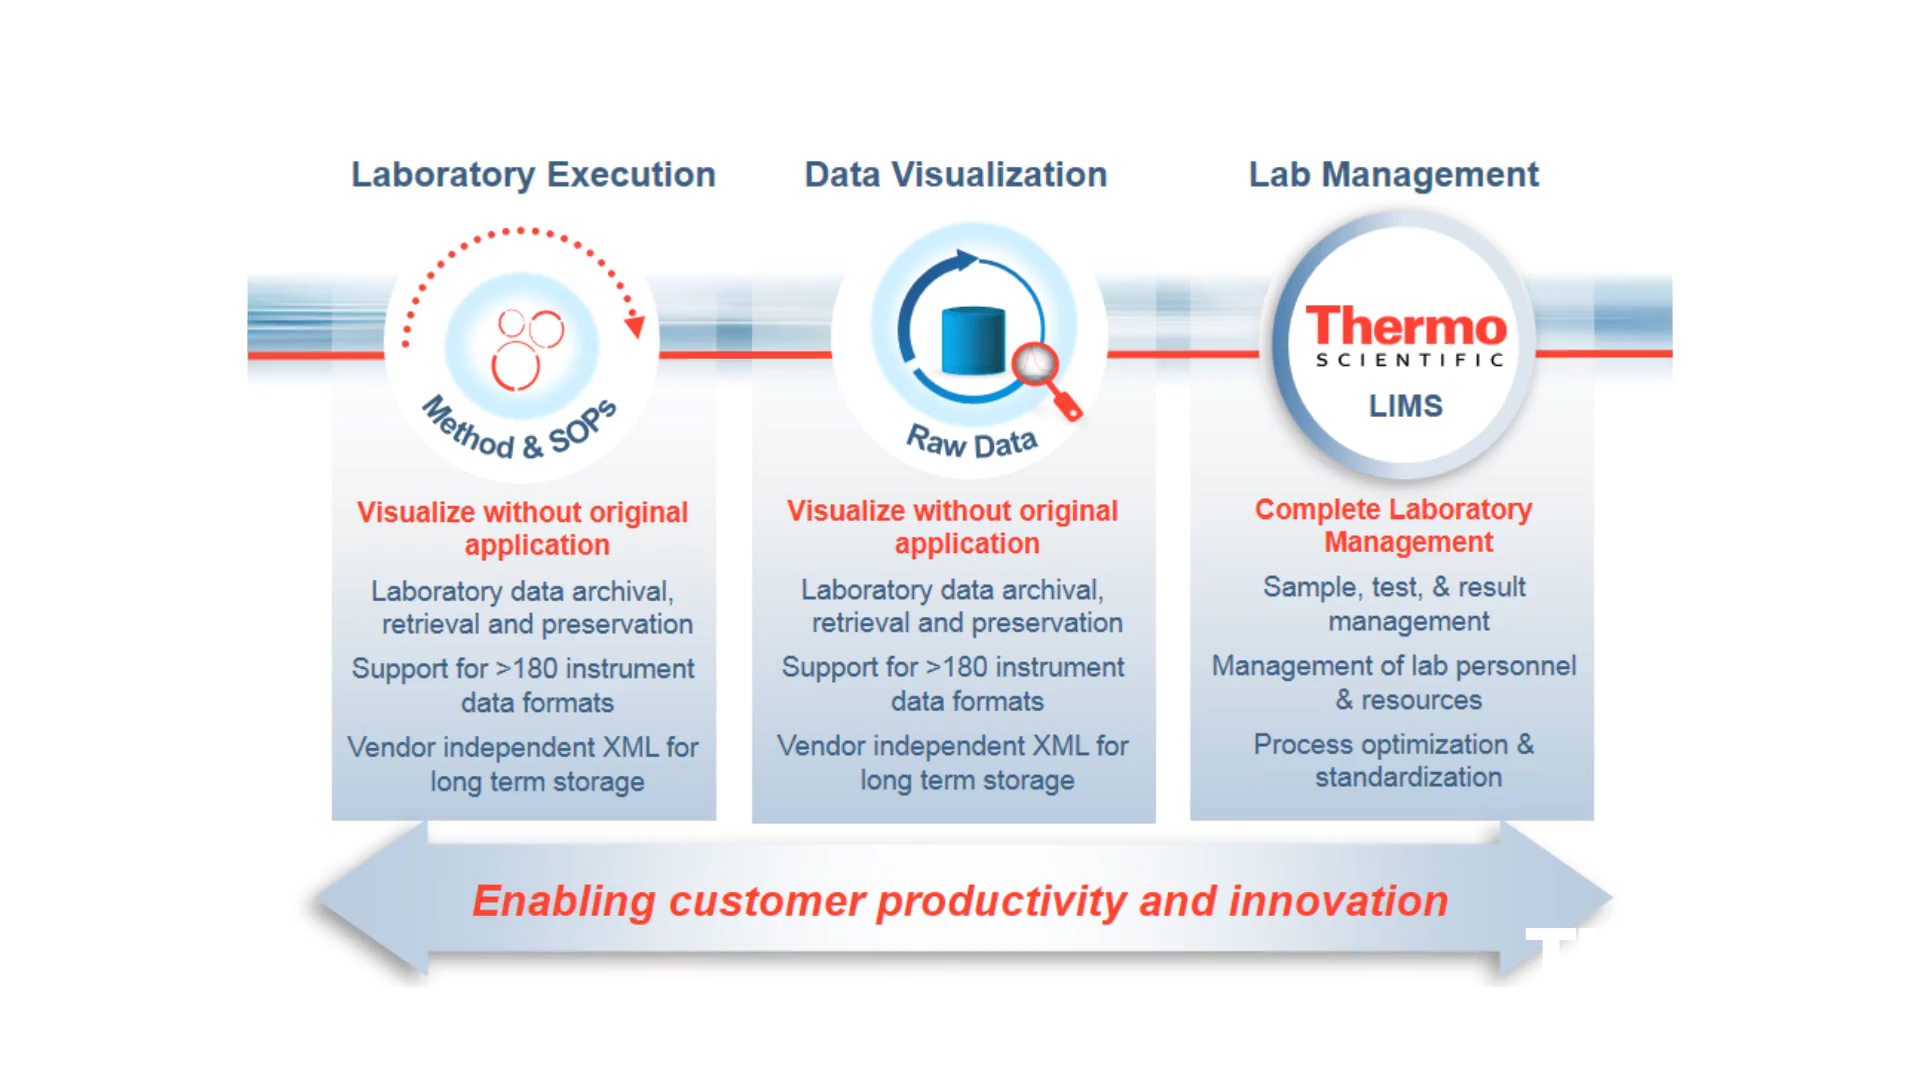 Laboratory Execution
Method & SOPs
Visualize without original
application
Laboratory data archival,
retrieval and preservation
Support for >180 instrument
data formats
Vendor independent XML for
long term storage
Data Visualization
Raw Data
Visualize without original
application
Laboratory data archival,
retrieval and preservation
Support for >180 instrument
data formats
Vendor independent XML for
long term storage
Lab Management
Thermo
SCIENTIFIC
LIMS
Complete Laboratory
Management
Sample, test, & result
management
Management of lab personnel
& resources
Process optimization &
standardization
Enabling customer productivity and innovation